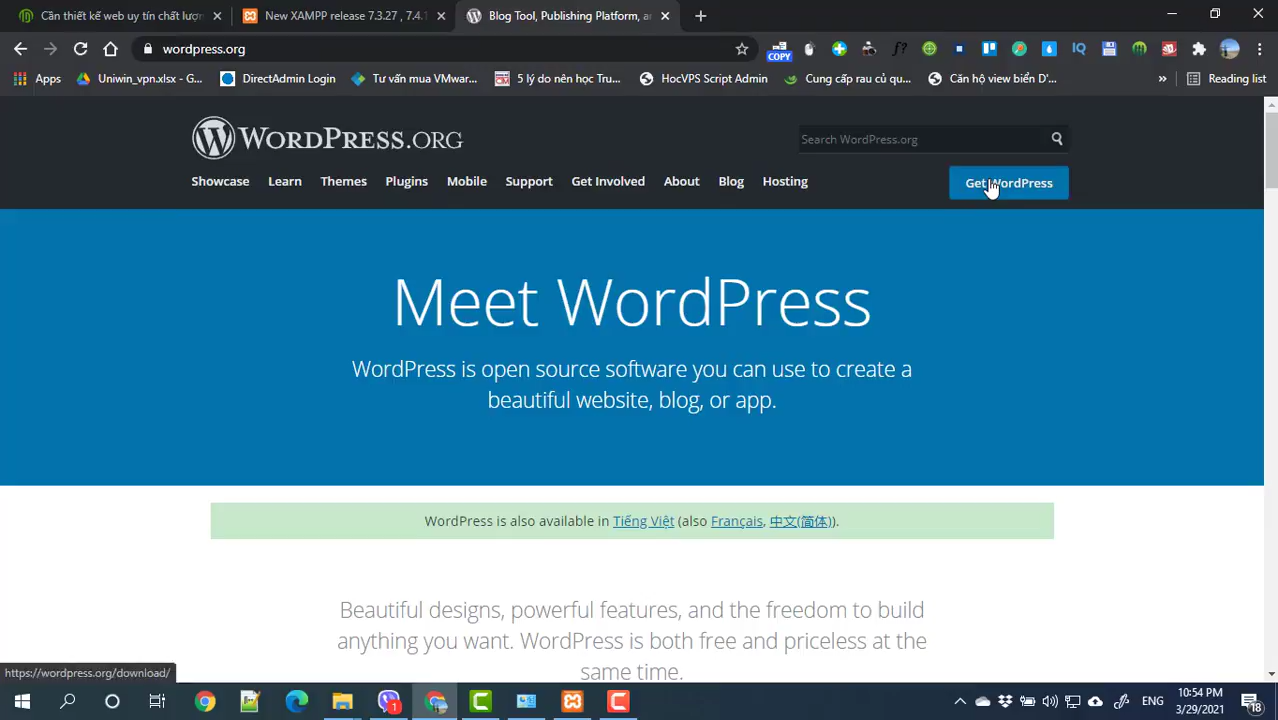 Cần thiết kế web uy tín chất lượn
New XAMPP release 7.3.27 , 7.4.1
Blog Tool, Publishing Platform, an
wordpress.org
COPY
f?
IQ
Apps
Uniwin_vpn.xlsx - G...
DirectAdmin Login
Tư vấn mua VMwar...
5 lý do nên học Tru...
HocVPS Script Admin
Cung cấp rau củ qu...
Căn hộ view biển D'...
»
Reading list
WORDPRESS.ORG
Search WordPress.org
Showcase Learn Themes Plugins Mobile Support Get Involved About Blog Hosting
Get WordPress
Meet WordPress
WordPress is open source software you can use to create a
beautiful website, blog, or app.
WordPress is also available in Tiếng Việt (also Français, 中文(简体)).
Beautiful designs, powerful features, and the freedom to build
anything you want. WordPress is both free and priceless at the
same time.
https://wordpress.org/download/
1
ENG
10:54 PM
3/29/2021
18